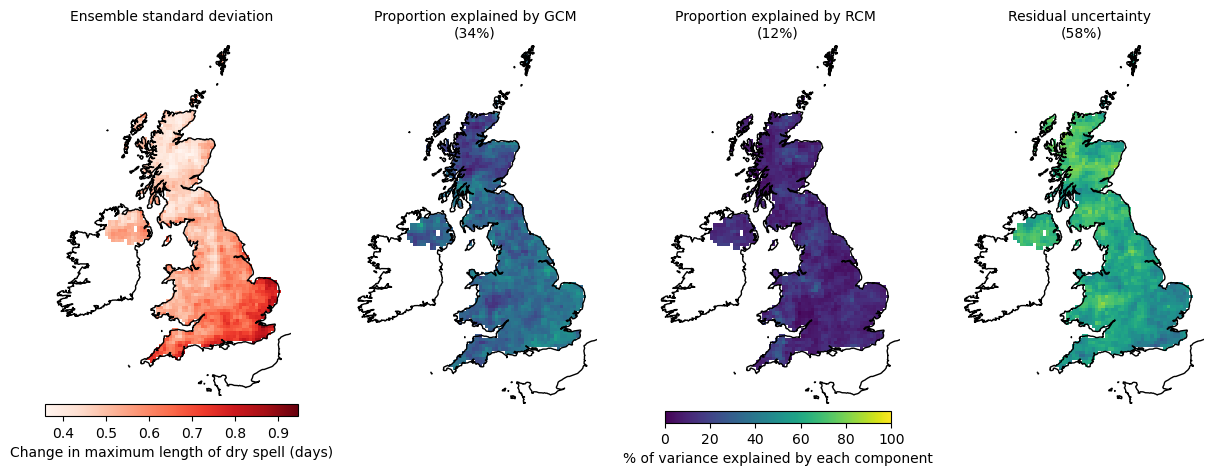 Ensemble standard deviation
Proportion explained by GCM
(34%)
Proportion explained by RCM
(12%)
Residual uncertainty
(58%)
0.4 0.5 0.6 0.7 0.8 0.9
Change in maximum length of dry spell (days)
0 20 40 60 80 100
% of variance explained by each component